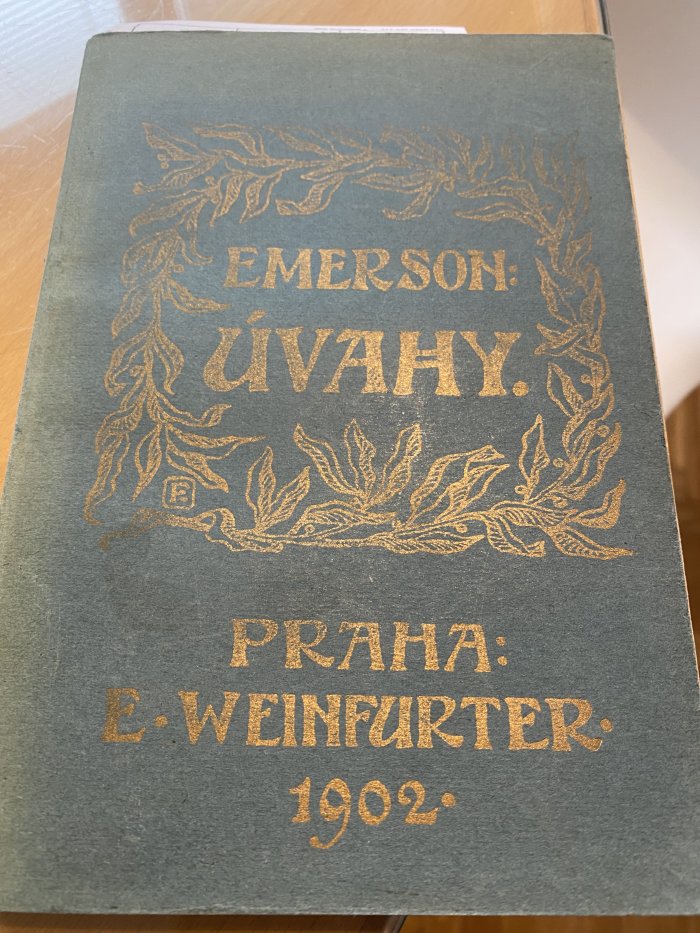 EMERSON:
ÚVAHY.
PRAHA:
E·WEINFURTER·
1902·